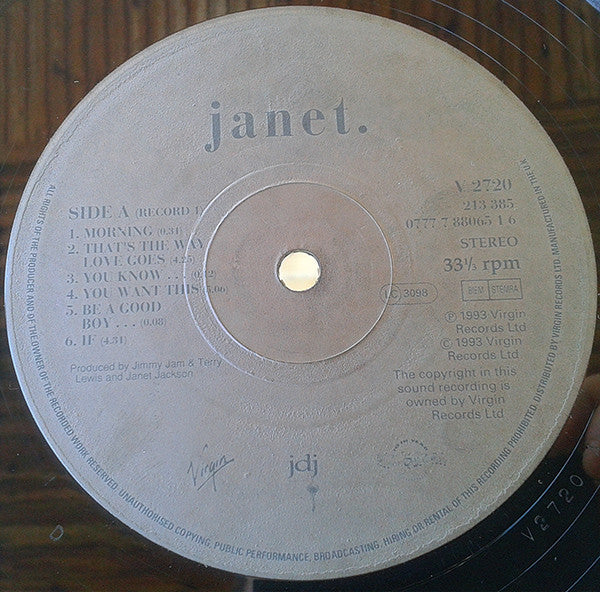 janet.
SIDE A (RECORD 1)
1. MORNING (0.31)
2. THAT'S THE WAY
LOVE GOES (4.25)
3. YOU KNOW. . . (0.12)
4. YOU WANT THIS (5.06)
5. BE A GOOD
BOY . . . (0.08)
6. IF (4.31)
Produced by Jimmy Jam & Terry
Lewis and Janet Jackson
V 2720
213 385
0777 7 88065 1 6
STEREO
33⅓ rpm
LC 3098
BIEM STEMRA
℗ 1993 Virgin
Records Ltd
© 1993 Virgin
Records Ltd
The copyright in this
sound recording is
owned by Virgin
Records Ltd
Virgin
jdj
ALL RIGHTS OF THE PRODUCER AND OF THE OWNER OF THE RECORDED WORK RESERVED. UNAUTHORISED COPYING, PUBLIC PERFORMANCE, BROADCASTING, HIRING OR RENTAL OF THIS RECORDING PROHIBITED. DISTRIBUTED BY VIRGIN RECORDS LTD. MANUFACTURED IN THE U.K.
V2720